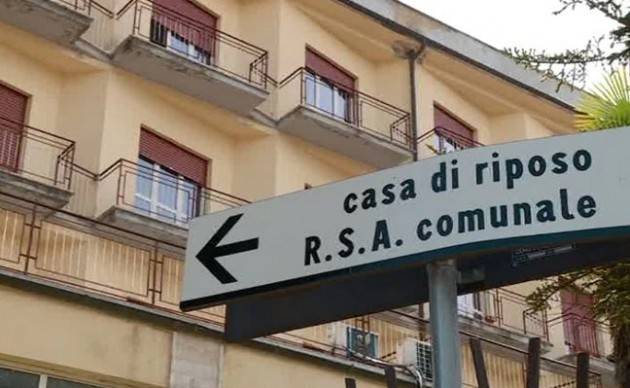 casa di riposo
R.S.A. comunale